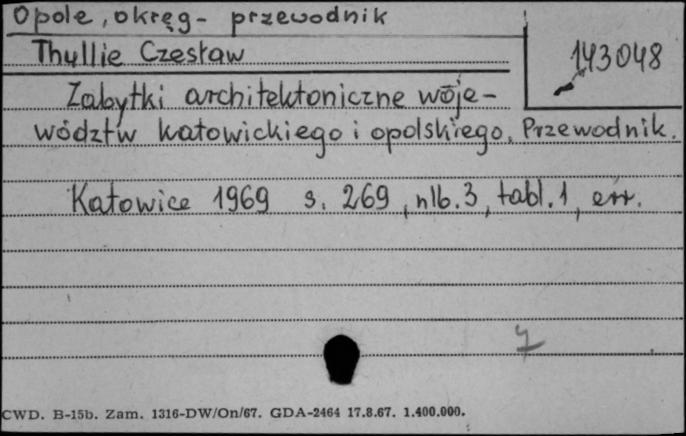 Opole, okręg - przewodnik
Thyllie Czesław
143048
Zabytki architektoniczne woje-
wództw katowickiego i opolskiego. Przewodnik.
Katowice 1969 s. 269, nlb. 3, tabl. 1, err.
CWD. B-15b. Zam. 1316-DW/On/67. GDA-2464 17.8.67. 1.400.000.